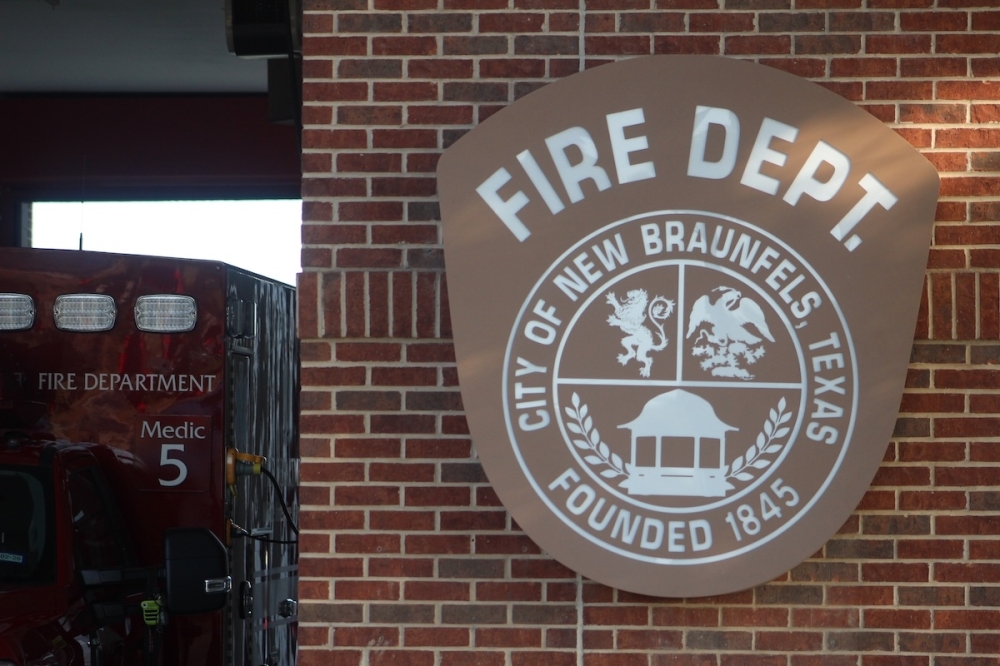 FIRE DEPT.
CITY OF NEW BRAUNFELS, TEXAS
FOUNDED 1845
FIRE DEPARTMENT
Medic
5